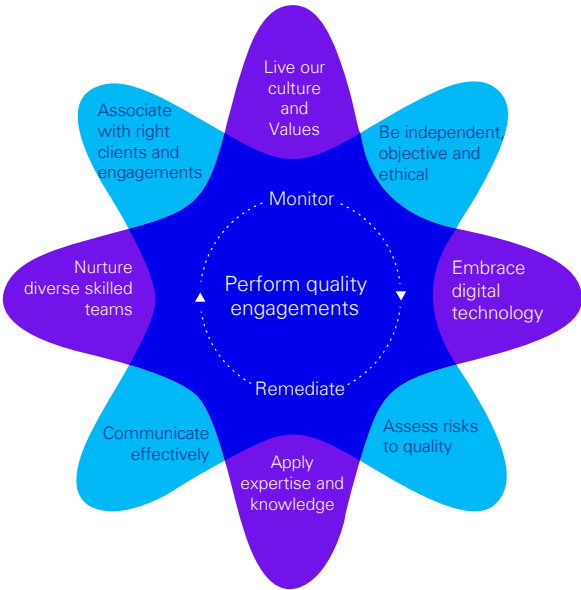 Live our
culture
and
Values
Associate
with right
clients and
engagements
Be independent,
objective and
ethical
Monitor
Nurture
diverse skilled
teams
Perform quality
engagements
Embrace
digital
technology
Remediate
Communicate
effectively
Assess risks
to quality
Apply
expertise and
knowledge